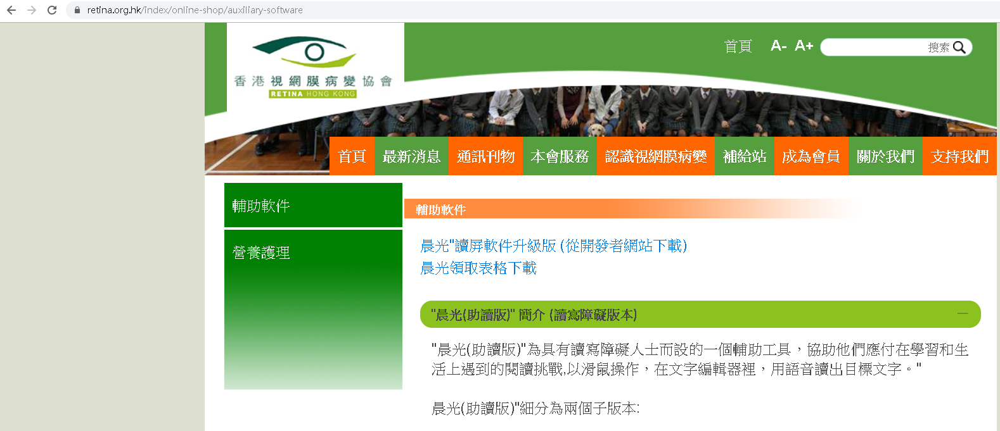 retina.org.hk/index/online-shop/auxiliary-software
首頁 A- A+ 搜索
香港視網膜病變協會
RETINA HONG KONG
首頁 最新消息 通訊刊物 本會服務 認識視網膜病變 補給站 成為會員 關於我們 支持我們
輔助軟件
營養護理
輔助軟件
晨光"讀屏軟件升級版 (從開發者網站下載)
晨光領取表格下載
"晨光(助讀版)" 簡介 (讀寫障礙版本)
"晨光(助讀版)"為具有讀寫障礙人士而設的一個輔助工具，協助他們應付在學習和生
活上遇到的閱讀挑戰,以滑鼠操作，在文字編輯器裡，用語音讀出目標文字。"
晨光(助讀版)"細分為兩個子版本: